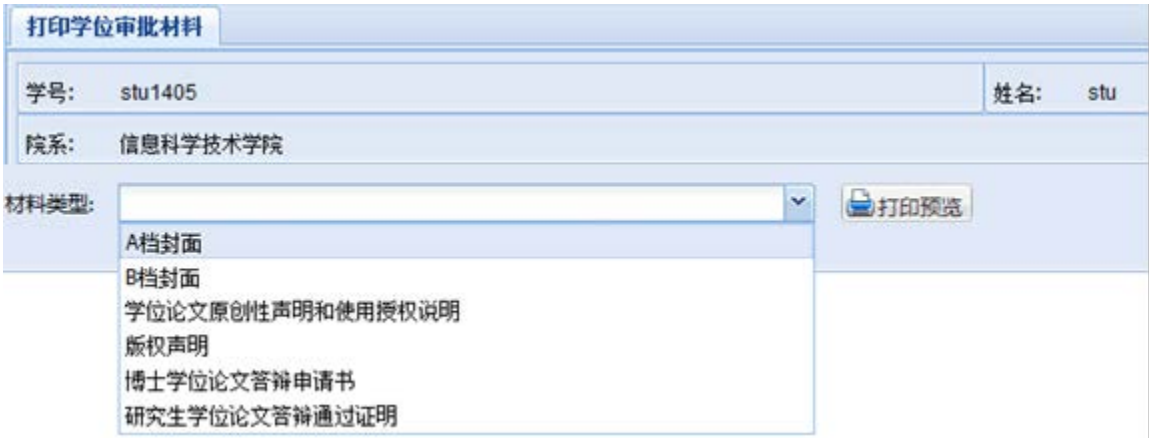 打印学位审批材料
学号: stu1405 姓名: stu
院系: 信息科学技术学院
材料类型: 打印预览
A档封面
B档封面
学位论文原创性声明和使用授权说明
版权声明
博士学位论文答辩申请书
研究生学位论文答辩通过证明